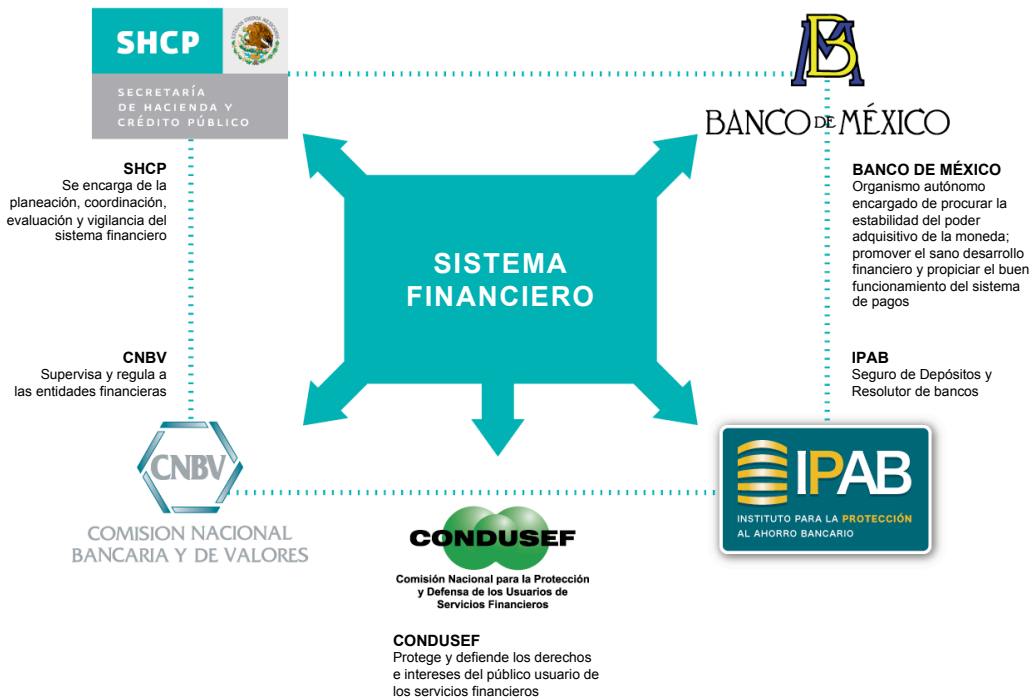 SHCP
SECRETARÍA
DE HACIENDA Y
CRÉDITO PÚBLICO
SHCP
Se encarga de la
planeación, coordinación,
evaluación y vigilancia del
sistema financiero
BANCO DE MÉXICO
BANCO DE MÉXICO
Organismo autónomo
encargado de procurar la
estabilidad del poder
adquisitivo de la moneda;
promover el sano desarrollo
financiero y propiciar el buen
funcionamiento del sistema
de pagos
SISTEMA
FINANCIERO
CNBV
Supervisa y regula a
las entidades financieras
CNBV
COMISION NACIONAL
BANCARIA Y DE VALORES
IPAB
Seguro de Depósitos y
Resolutor de bancos
IPAB
INSTITUTO PARA LA PROTECCIÓN
AL AHORRO BANCARIO
CONDUSEF
Comisión Nacional para la Protección
y Defensa de los Usuarios de
Servicios Financieros
CONDUSEF
Protege y defiende los derechos
e intereses del público usuario de
los servicios financieros